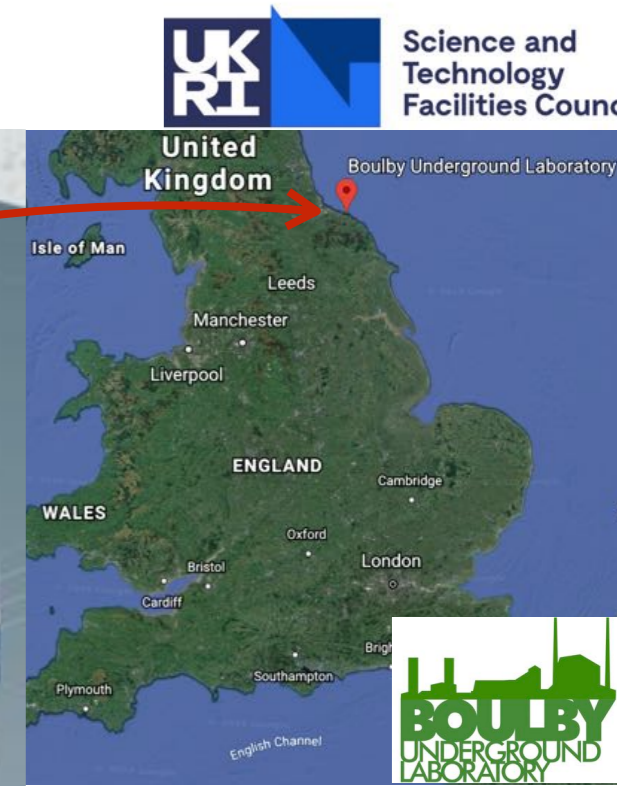 UK
RI
Science and
Technology
Facilities Counc
United
Kingdom
Boulby Underground Laboratory
Isle of Man
Leeds
Manchester
Liverpool
ENGLAND
Cambridge
WALES
Oxford
London
Bristol
Cardiff
Brigh
Southampton
Plymouth
English Channel
BOULBY
UNDERGROUND
LABORATORY